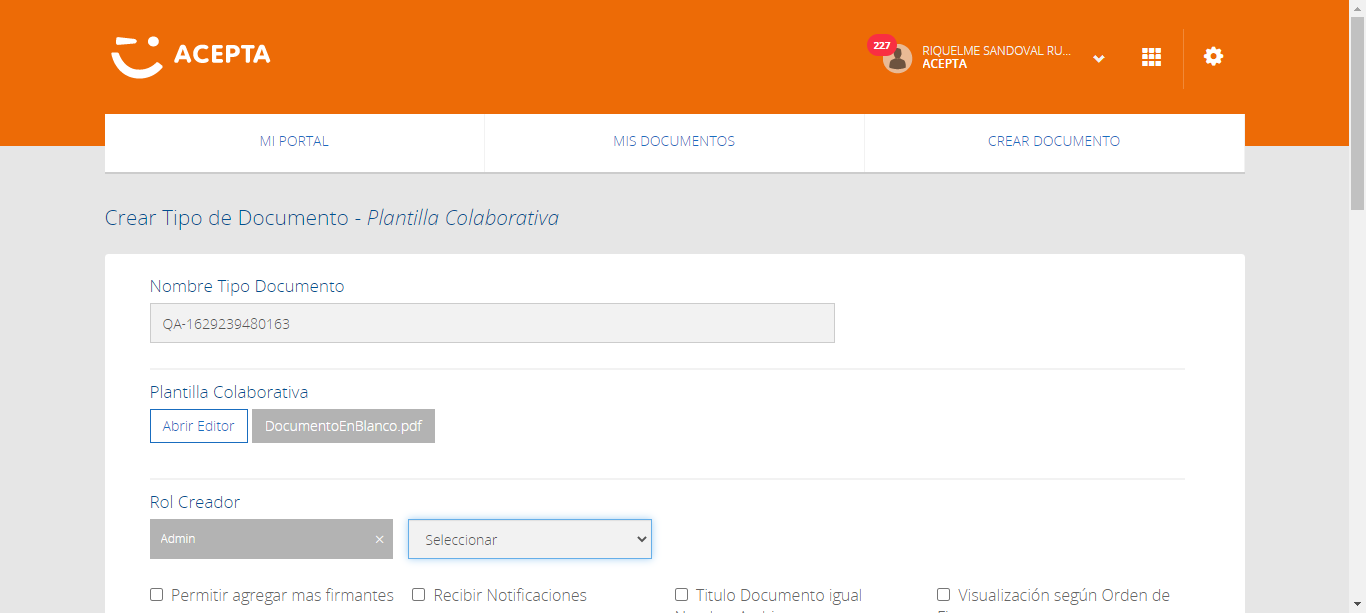 ACEPTA
227
RIQUELME SANDOVAL RU...
ACEPTA
MI PORTAL
MIS DOCUMENTOS
CREAR DOCUMENTO
Crear Tipo de Documento - Plantilla Colaborativa
Nombre Tipo Documento
QA-1629239480163
Plantilla Colaborativa
Abrir Editor
DocumentoEnBlanco.pdf
Rol Creador
Admin ×
Seleccionar
Permitir agregar mas firmantes
Recibir Notificaciones
Titulo Documento igual
Visualización según Orden de